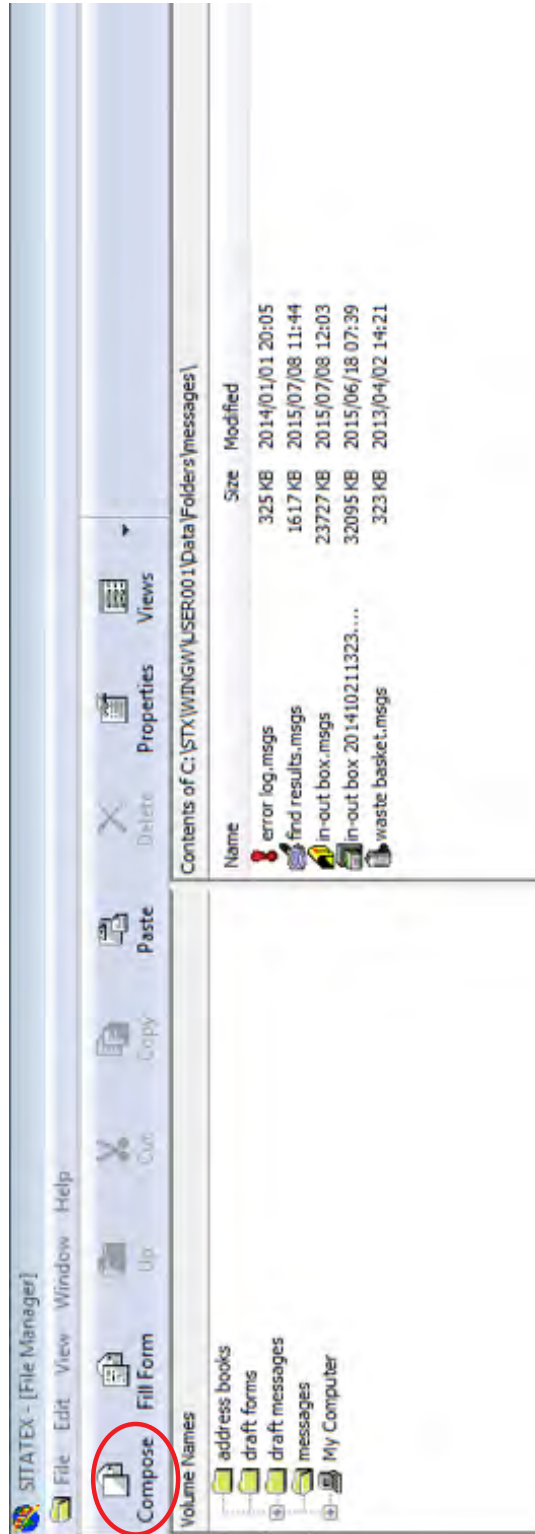 SITATEX - [File Manager]
File Edit View Window Help
Compose Fill Form Up Cut Copy Paste Delete Properties Views
Volume Names
address books
draft forms
draft messages
messages
My Computer
Contents of C:\STX\WINGW\USER001\Data\Folders\messages\
Name Size Modified
error log.msgs 325 KB 2014/01/01 20:05
find results.msgs 1617 KB 2015/07/08 11:44
in-out box.msgs 23727 KB 2015/07/08 12:03
in-out box 201410211323.... 32095 KB 2015/06/18 07:39
waste basket.msgs 323 KB 2013/04/02 14:21